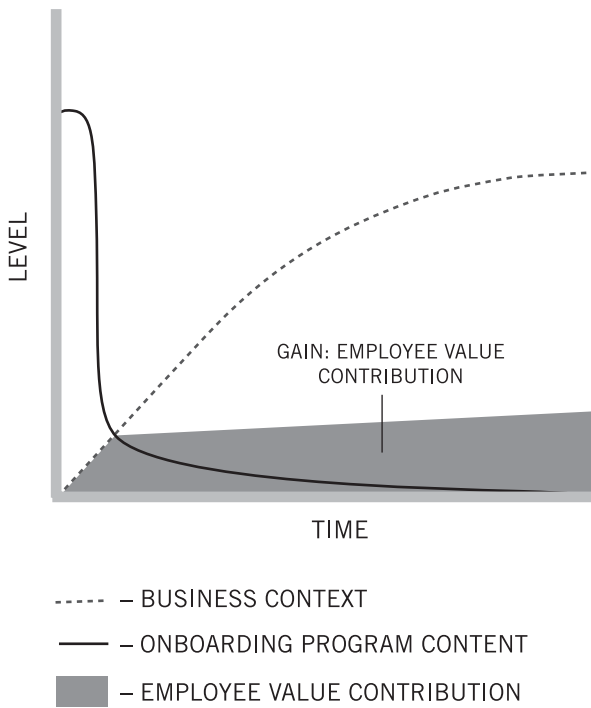 LEVEL
GAIN: EMPLOYEE VALUE
CONTRIBUTION
TIME
– BUSINESS CONTEXT
– ONBOARDING PROGRAM CONTENT
– EMPLOYEE VALUE CONTRIBUTION